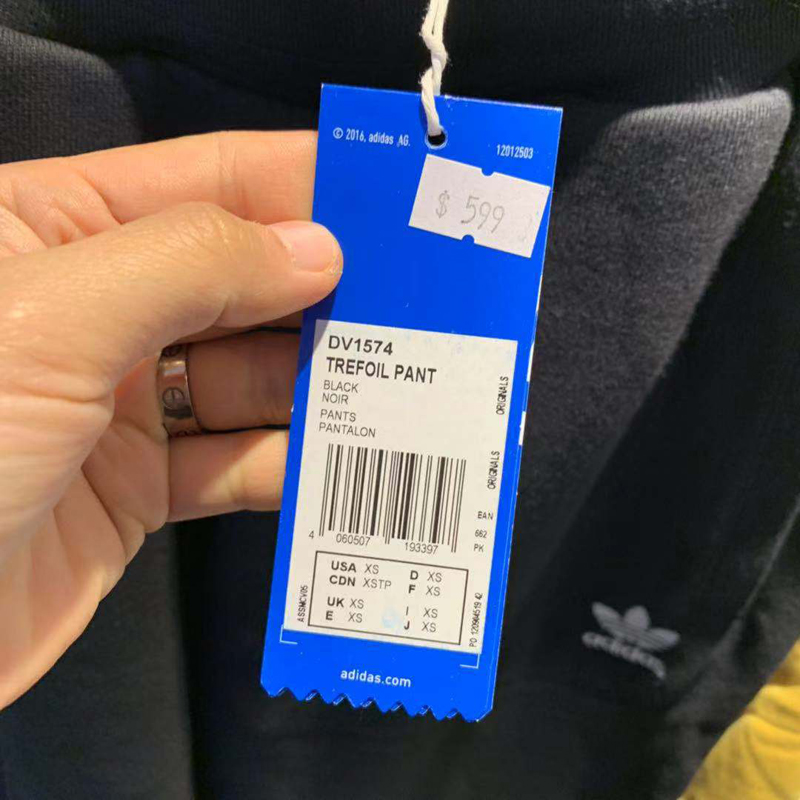 © 2016, adidas AG.
12012503
$ 599
DV1574
TREFOIL PANT
BLACK
NOIR
PANTS
PANTALON
ORIGINALS
ORIGINALS
EAN
662
PK
4 060507 193397
USA XS D XS
CDN XSTP F XS
UK XS I XS
E XS J XS
ASSMCV05
adidas.com
adidas